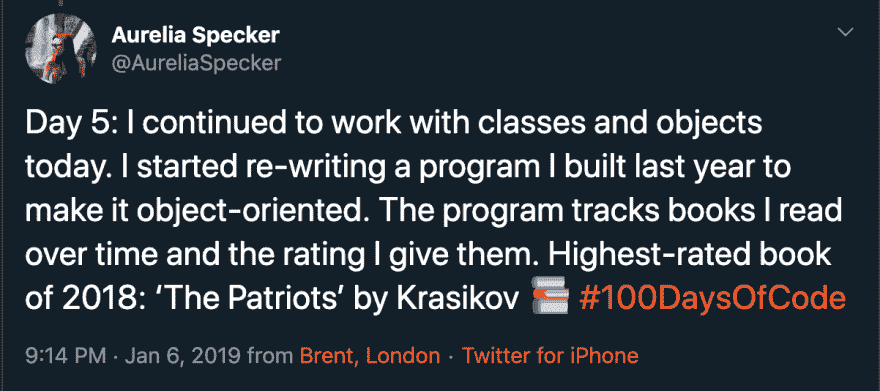 Aurelia Specker
@AureliaSpecker
Day 5: I continued to work with classes and objects
today. I started re-writing a program I built last year to
make it object-oriented. The program tracks books I read
over time and the rating I give them. Highest-rated book
of 2018: ‘The Patriots’ by Krasikov 📚 #100DaysOfCode
9:14 PM · Jan 6, 2019 from Brent, London · Twitter for iPhone